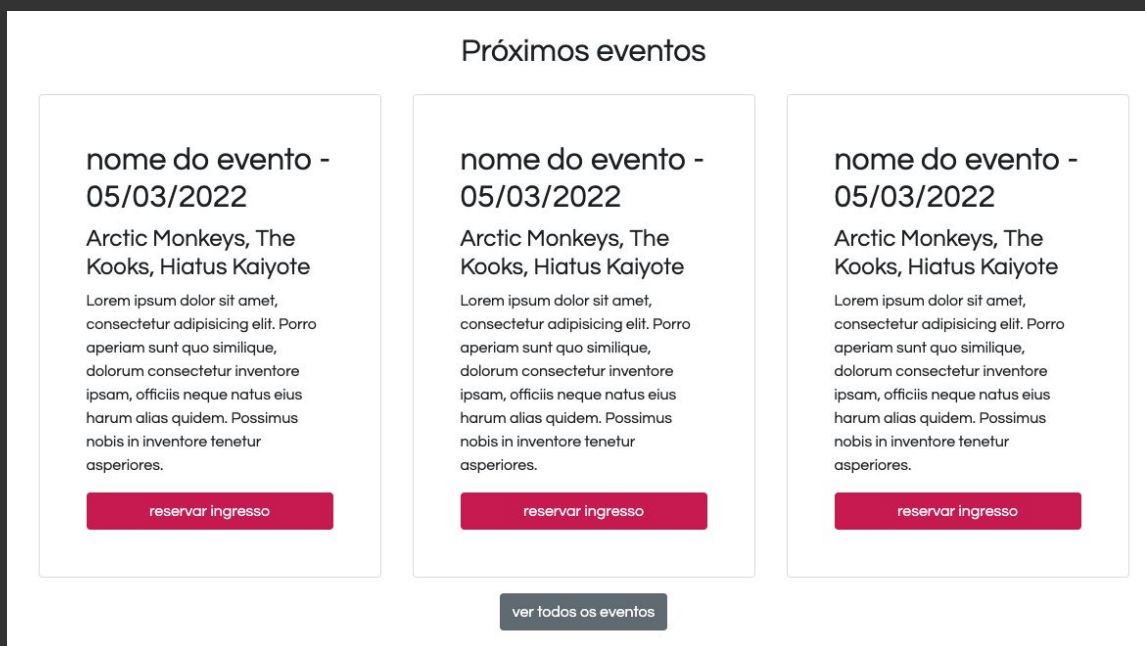 Próximos eventos
nome do evento -
05/03/2022
Arctic Monkeys, The
Kooks, Hiatus Kaiyote
Lorem ipsum dolor sit amet,
consectetur adipisicing elit. Porro
aperiam sunt quo similique,
dolorum consectetur inventore
ipsam, officiis neque natus eius
harum alias quidem. Possimus
nobis in inventore tenetur
asperiores.
reservar ingresso
nome do evento -
05/03/2022
Arctic Monkeys, The
Kooks, Hiatus Kaiyote
Lorem ipsum dolor sit amet,
consectetur adipisicing elit. Porro
aperiam sunt quo similique,
dolorum consectetur inventore
ipsam, officiis neque natus eius
harum alias quidem. Possimus
nobis in inventore tenetur
asperiores.
reservar ingresso
nome do evento -
05/03/2022
Arctic Monkeys, The
Kooks, Hiatus Kaiyote
Lorem ipsum dolor sit amet,
consectetur adipisicing elit. Porro
aperiam sunt quo similique,
dolorum consectetur inventore
ipsam, officiis neque natus eius
harum alias quidem. Possimus
nobis in inventore tenetur
asperiores.
reservar ingresso
ver todos os eventos